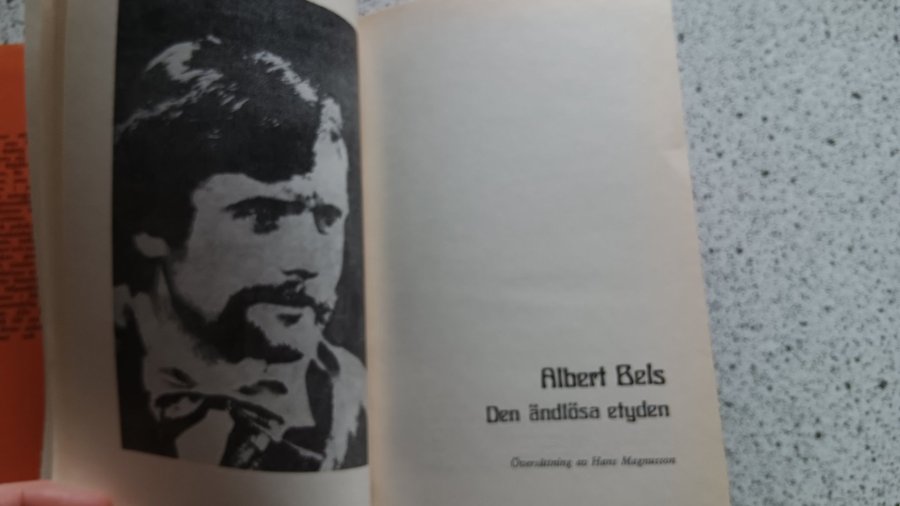 Albert Bels
Den ändlösa etyden
Översättning av Hans Magnusson